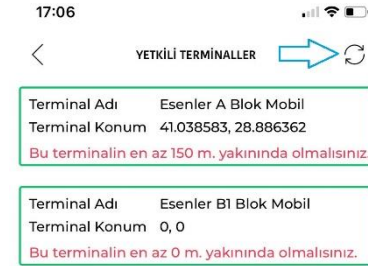 17:06
YETKİLİ TERMİNALLER
Terminal Adı Esenler A Blok Mobil
Terminal Konum 41.038583, 28.886362
Bu terminalin en az 150 m. yakınında olmalısınız.
Terminal Adı Esenler B1 Blok Mobil
Terminal Konum 0, 0
Bu terminalin en az 0 m. yakınında olmalısınız.